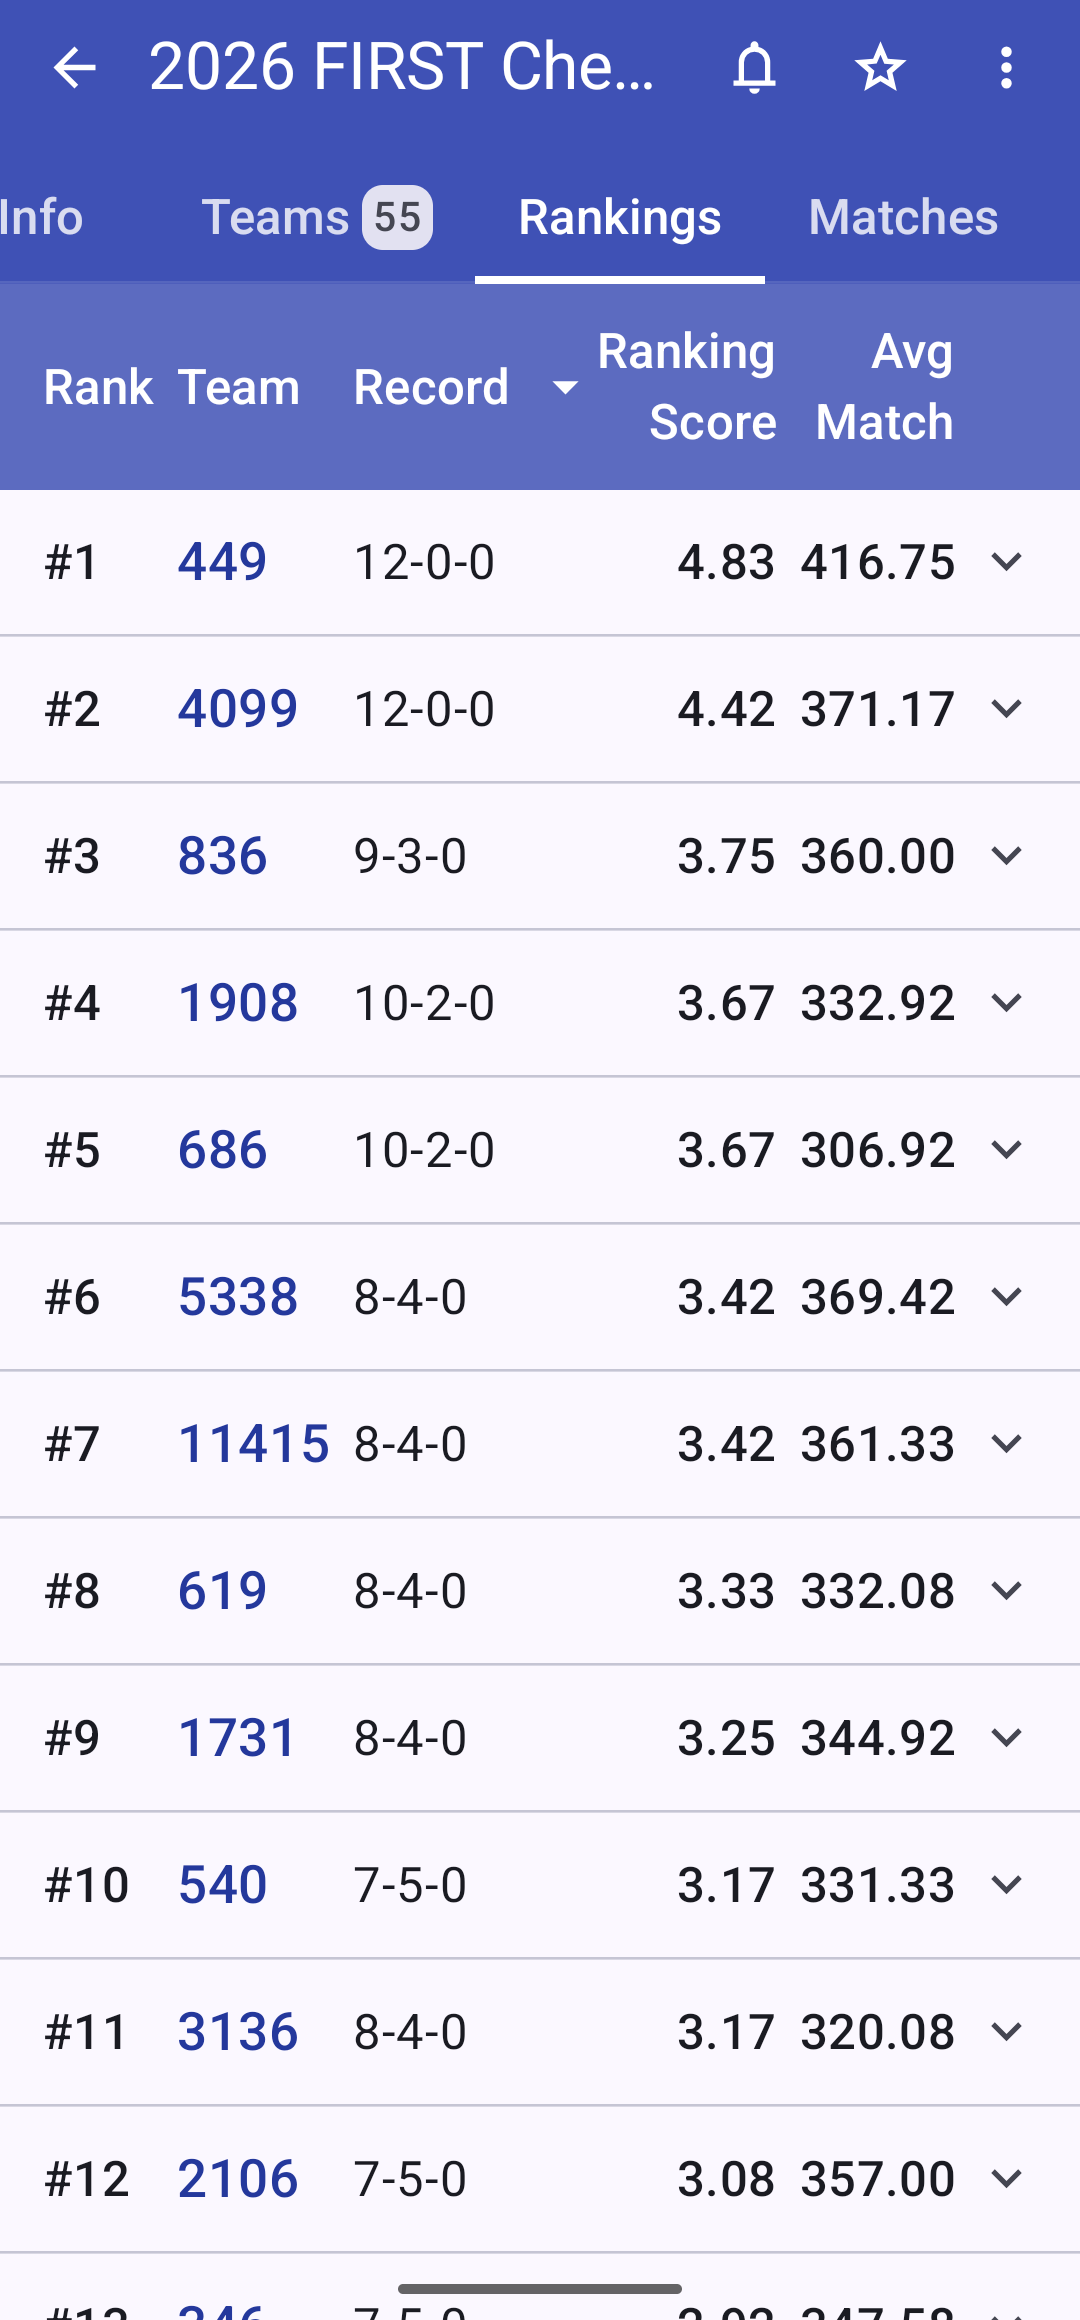 2026 FIRST Che...
Info Teams 55 Rankings Matches
Rank Team Record Ranking Score Avg Match
#1 449 12-0-0 4.83 416.75
#2 4099 12-0-0 4.42 371.17
#3 836 9-3-0 3.75 360.00
#4 1908 10-2-0 3.67 332.92
#5 686 10-2-0 3.67 306.92
#6 5338 8-4-0 3.42 369.42
#7 11415 8-4-0 3.42 361.33
#8 619 8-4-0 3.33 332.08
#9 1731 8-4-0 3.25 344.92
#10 540 7-5-0 3.17 331.33
#11 3136 8-4-0 3.17 320.08
#12 2106 7-5-0 3.08 357.00